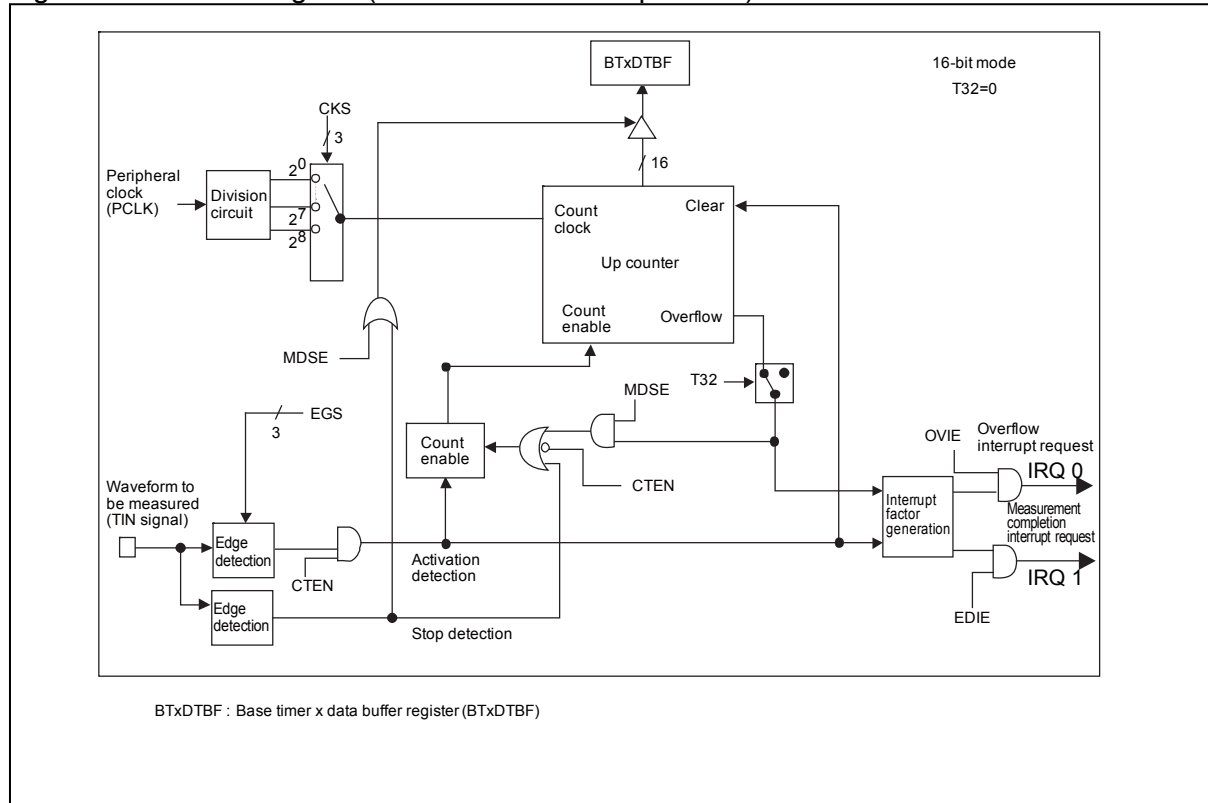 BTxDTBF
16-bit mode
T32=0
CKS
3
16
Peripheral
clock
(PCLK)
Division
circuit
2^0
2^7
2^8
Count
clock
Clear
Up counter
Count
enable
Overflow
MDSE
T32
MDSE
EGS
3
Count
enable
CTEN
OVIE
Overflow
interrupt request
IRQ 0
Waveform to
be measured
(TIN signal)
Edge
detection
CTEN
Activation
detection
Interrupt
factor
generation
Measurement
completion
interrupt request
IRQ 1
EDIE
Edge
detection
Stop detection
BTxDTBF : Base timer x data buffer register (BTxDTBF)